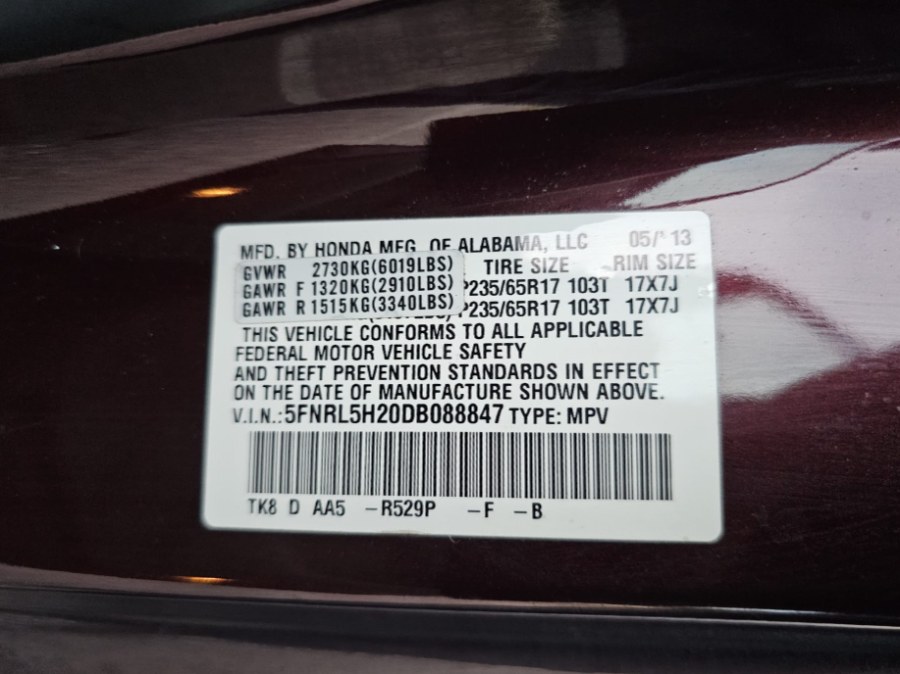 MFD. BY HONDA MFG. OF ALABAMA, LLC 05/'13
GVWR 2730KG(6019LBS) TIRE SIZE RIM SIZE
GAWR F 1320KG(2910LBS) P235/65R17 103T 17X7J
GAWR R 1515KG(3340LBS) P235/65R17 103T 17X7J
THIS VEHICLE CONFORMS TO ALL APPLICABLE
FEDERAL MOTOR VEHICLE SAFETY
AND THEFT PREVENTION STANDARDS IN EFFECT
ON THE DATE OF MANUFACTURE SHOWN ABOVE.
V.I.N.:5FNRL5H20DB088847 TYPE: MPV
TK8 D AA5 -R529P -F -B